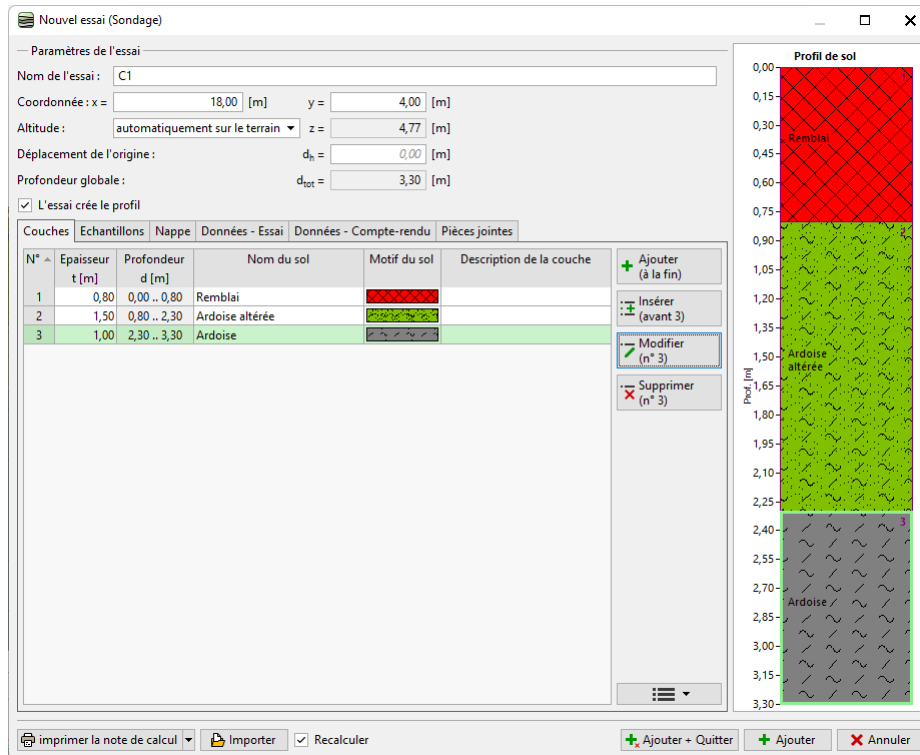 Nouvel essai (Sondage)
Paramètres de l'essai
Nom de l'essai : C1
Coordonnée : x = 18,00 [m] y = 4,00 [m]
Altitude : automatiquement sur le terrain z = 4,77 [m]
Déplacement de l'origine : dh = 0,00 [m]
Profondeur globale : dtot = 3,30 [m]
L'essai crée le profil
Couches Echantillons Nappe Données - Essai Données - Compte-rendu Pièces jointes
N° Epaisseur Profondeur Nom du sol Motif du sol Description de la couche
t [m] d [m]
1 0,80 0,00 .. 0,80 Remblai
2 1,50 0,80 .. 2,30 Ardoise altérée
3 1,00 2,30 .. 3,30 Ardoise
Ajouter
(à la fin)
Insérer
(avant 3)
Modifier
(n° 3)
Supprimer
(n° 3)
Profil de sol
Prof. [m]
0,00
0,15
0,30
0,45
0,60
0,75
0,90
1,05
1,20
1,35
1,50
1,65
1,80
1,95
2,10
2,25
2,40
2,55
2,70
2,85
3,00
3,15
3,30
1
Remblai
2
Ardoise
altérée
3
Ardoise
imprimer la note de calcul Importer Recalculer Ajouter + Quitter Ajouter Annuler